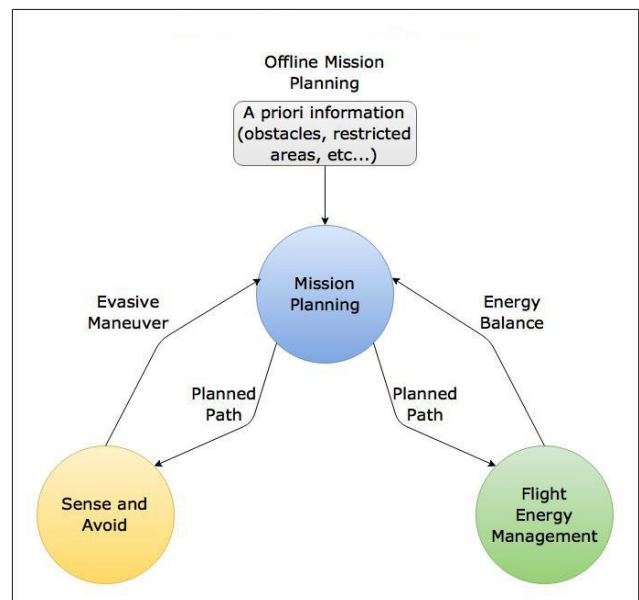 Offline Mission
Planning
A priori information
(obstacles, restricted
areas, etc...)
Mission
Planning
Evasive
Maneuver
Energy
Balance
Planned
Path
Planned
Path
Sense and
Avoid
Flight
Energy
Management